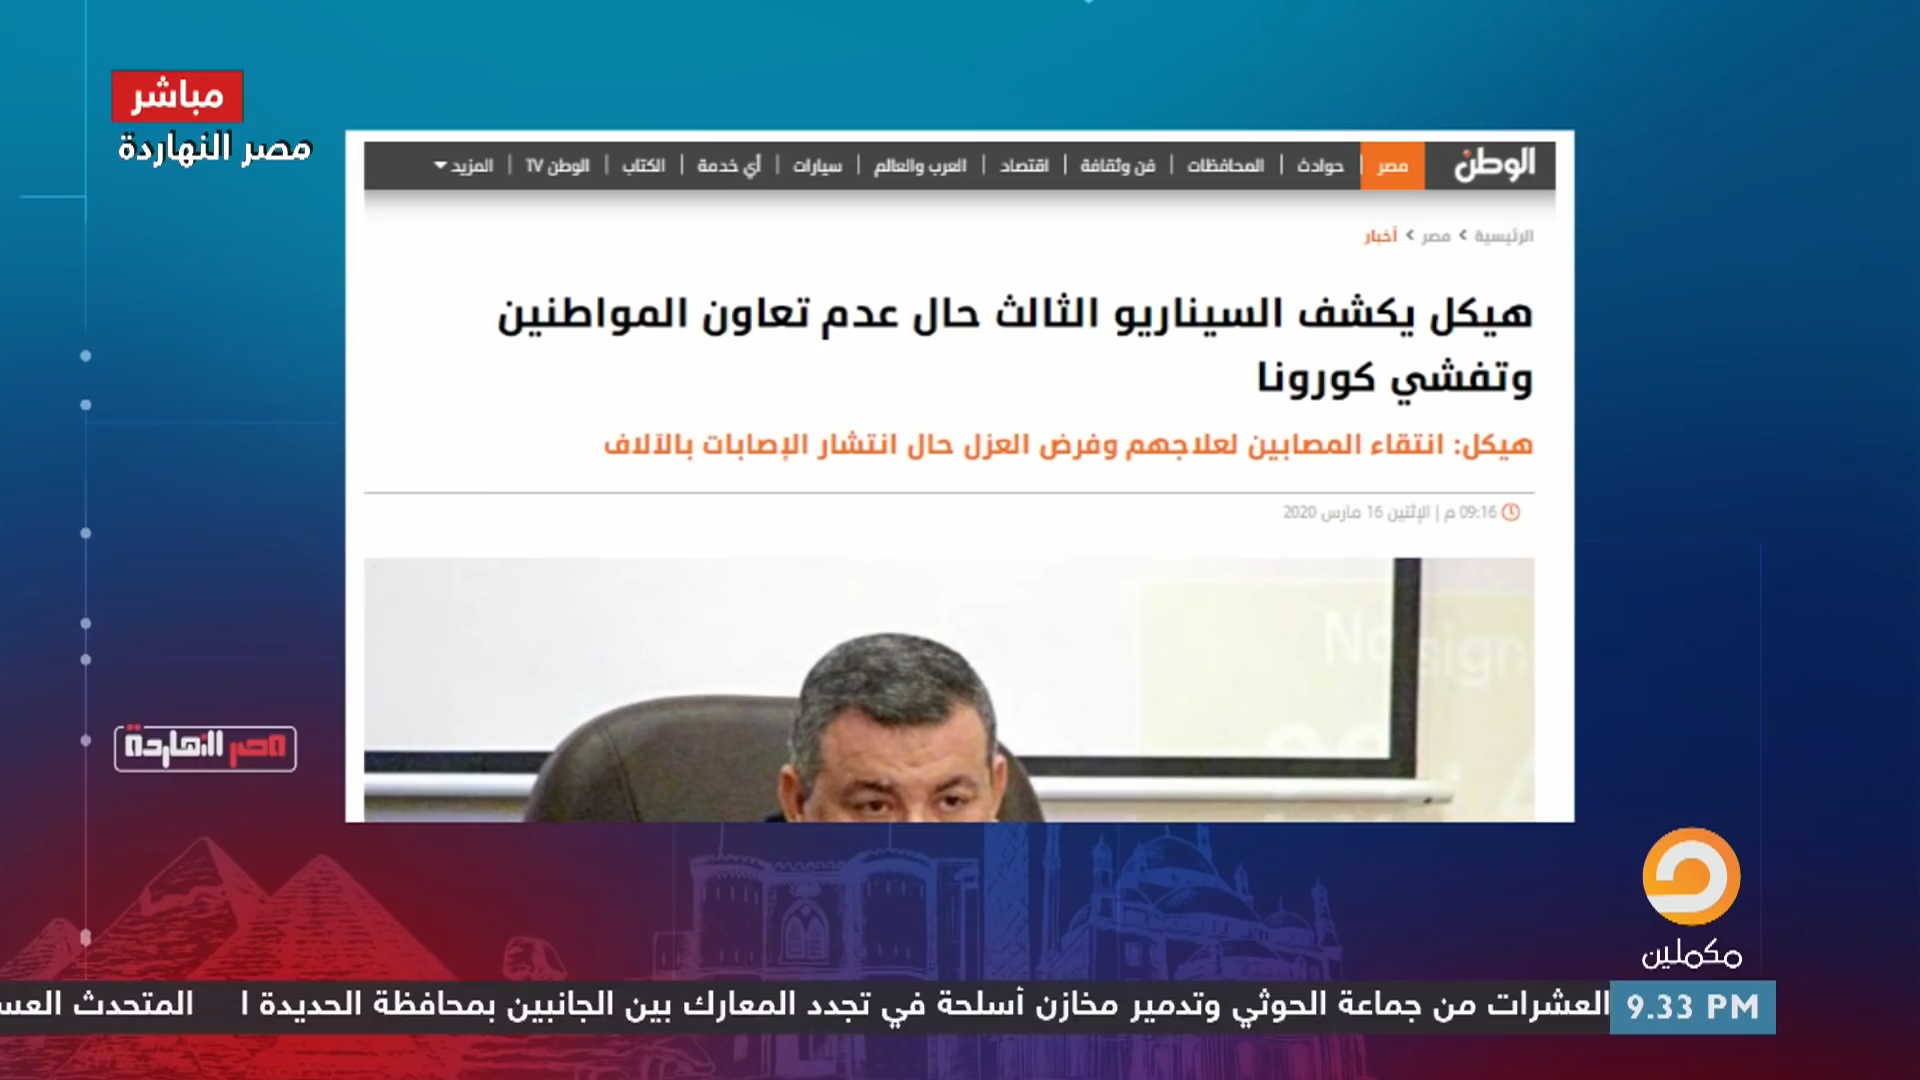 مباشر
مصر النهاردة
الوطن
مصر | حوادث | المحافظات | فن وثقافة | اقتصاد | العرب والعالم | سيارات | أي خدمة | الكتاب | الوطن TV | المزيد
الرئيسية > مصر > أخبار
هيكل يكشف السيناريو الثالث حال عدم تعاون المواطنين
وتفشي كورونا
هيكل: انتقاء المصابين لعلاجهم وفرض العزل حال انتشار الإصابات بالآلاف
09:16 م | الإثنين 16 مارس 2020
No sign
مصر النهاردة
مكملين
العشرات من جماعة الحوثي وتدمير مخازن أسلحة في تجدد المعارك بين الجانبين بمحافظة الحديدة | المتحدث
9.33 PM